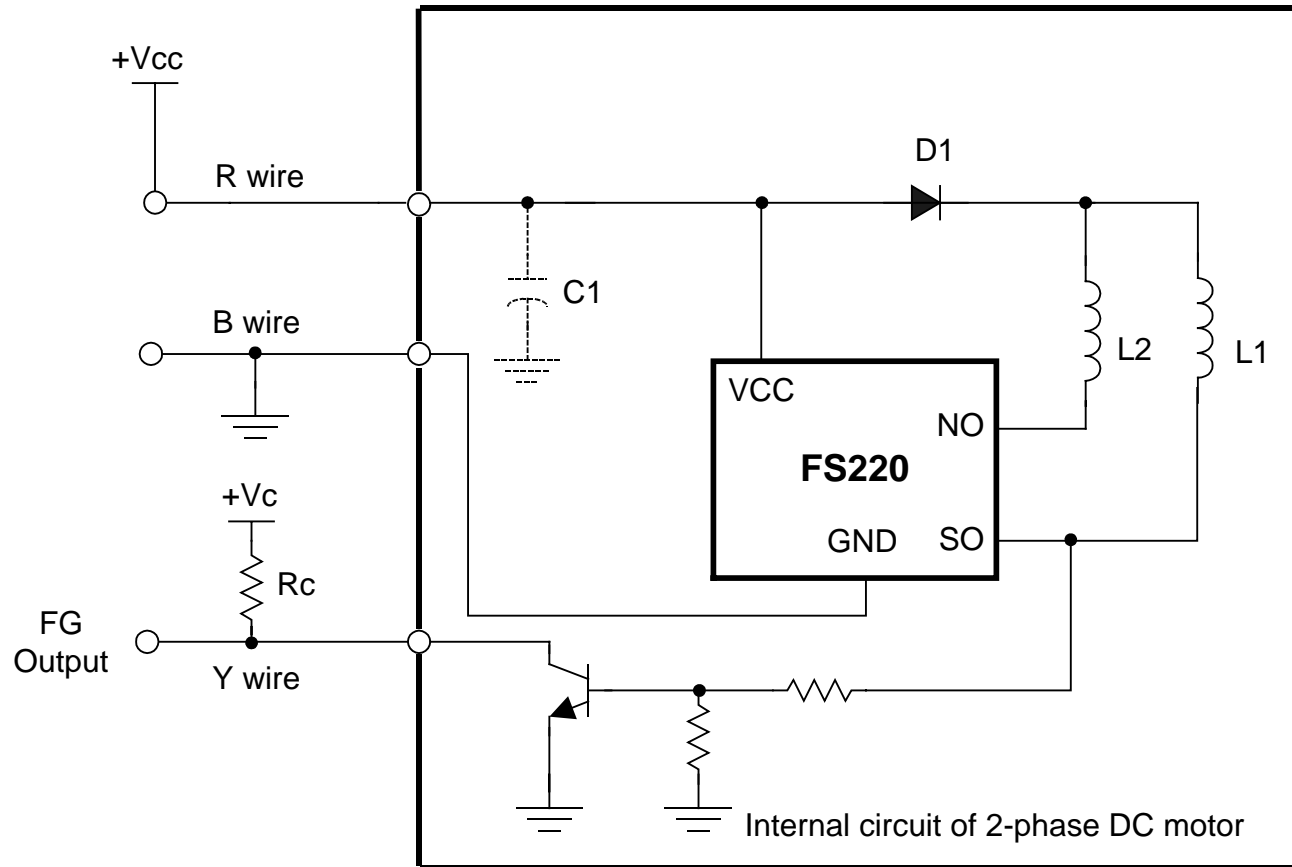 +Vcc
R wire
D1
C1
B wire
L2
L1
VCC
NO
FS220
+Vc
GND
SO
Rc
FG
Output
Y wire
Internal circuit of 2-phase DC motor